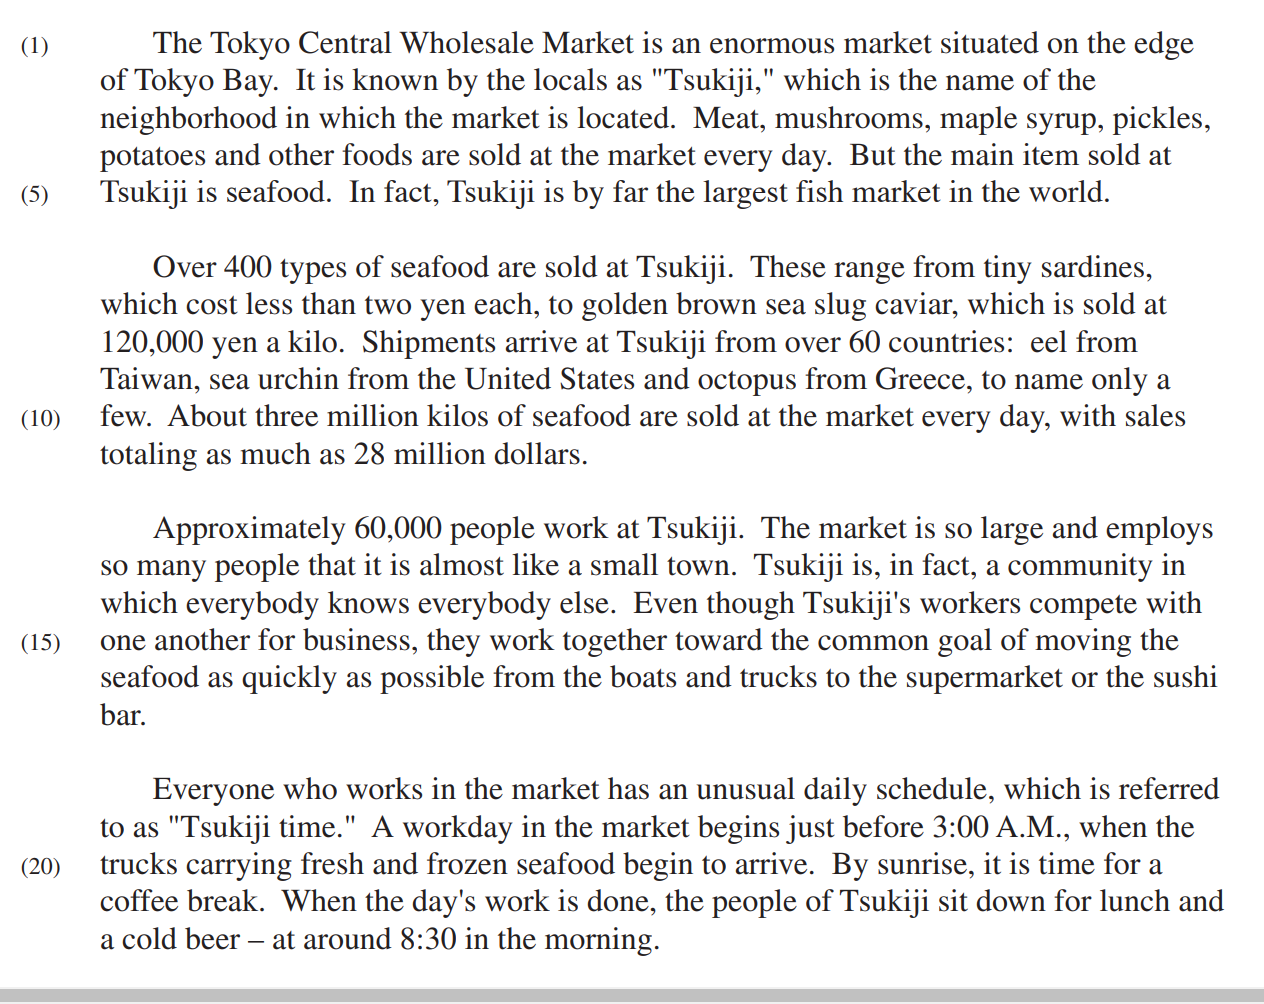 (1) The Tokyo Central Wholesale Market is an enormous market situated on the edge
of Tokyo Bay.  It is known by the locals as "Tsukiji," which is the name of the
neighborhood in which the market is located.  Meat, mushrooms, maple syrup, pickles,
potatoes and other foods are sold at the market every day.  But the main item sold at
(5) Tsukiji is seafood.  In fact, Tsukiji is by far the largest fish market in the world.
Over 400 types of seafood are sold at Tsukiji.  These range from tiny sardines,
which cost less than two yen each, to golden brown sea slug caviar, which is sold at
120,000 yen a kilo.  Shipments arrive at Tsukiji from over 60 countries:  eel from
Taiwan, sea urchin from the United States and octopus from Greece, to name only a
(10) few.  About three million kilos of seafood are sold at the market every day, with sales
totaling as much as 28 million dollars.
Approximately 60,000 people work at Tsukiji.  The market is so large and employs
so many people that it is almost like a small town.  Tsukiji is, in fact, a community in
which everybody knows everybody else.  Even though Tsukiji's workers compete with
(15) one another for business, they work together toward the common goal of moving the
seafood as quickly as possible from the boats and trucks to the supermarket or the sushi
bar.
Everyone who works in the market has an unusual daily schedule, which is referred
to as "Tsukiji time."  A workday in the market begins just before 3:00 A.M., when the
(20) trucks carrying fresh and frozen seafood begin to arrive.  By sunrise, it is time for a
coffee break.  When the day's work is done, the people of Tsukiji sit down for lunch and
a cold beer – at around 8:30 in the morning.